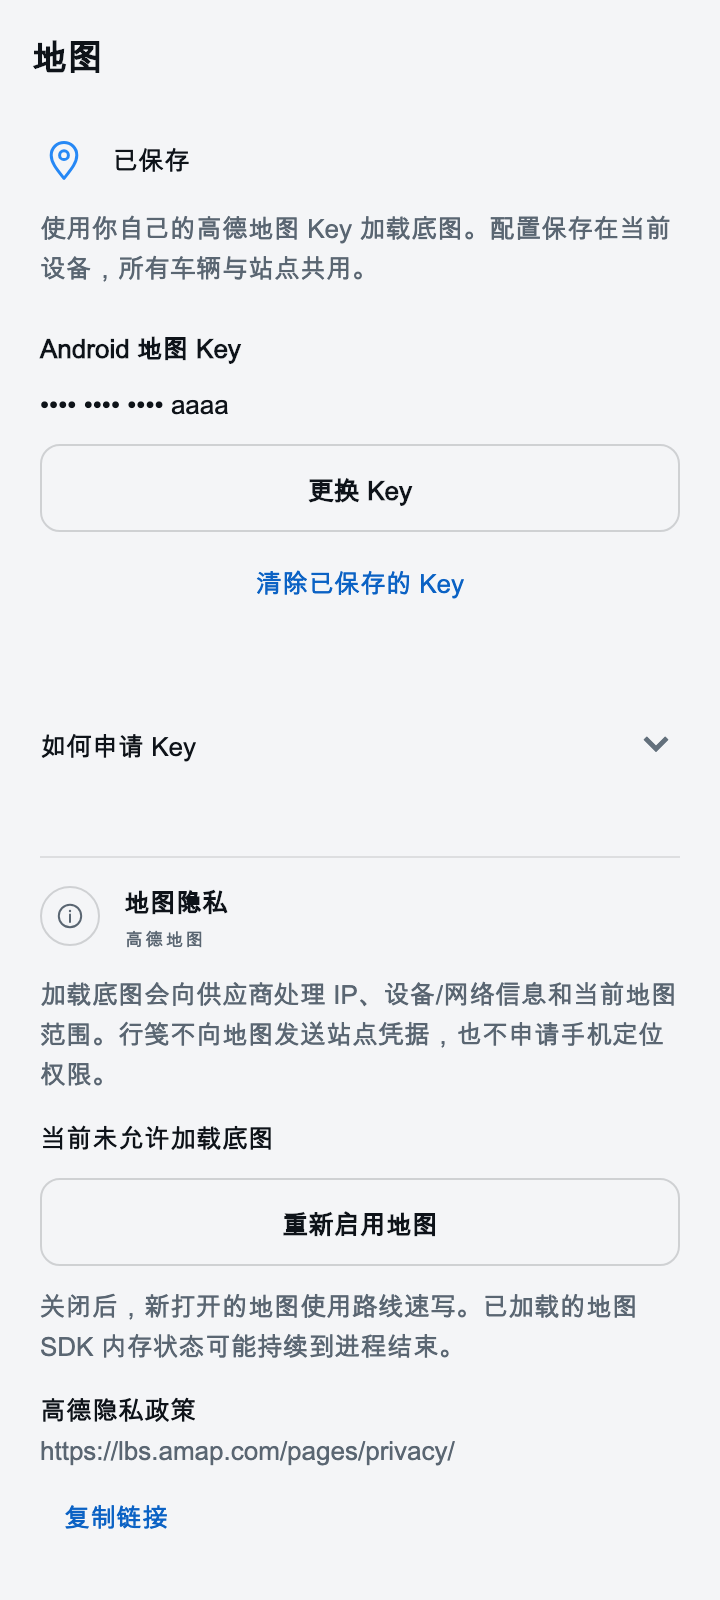 地图
已保存
使用你自己的高德地图 Key 加载底图。配置保存在当前
设备，所有车辆与站点共用。
Android 地图 Key
•••• •••• •••• aaaa
更换 Key
清除已保存的 Key
如何申请 Key
地图隐私
高德地图
加载底图会向供应商处理 IP、设备/网络信息和当前地图
范围。行笺不向地图发送站点凭据，也不申请手机定位
权限。
当前未允许加载底图
重新启用地图
关闭后，新打开的地图使用路线速写。已加载的地图
SDK 内存状态可能持续到进程结束。
高德隐私政策
https://lbs.amap.com/pages/privacy/
复制链接